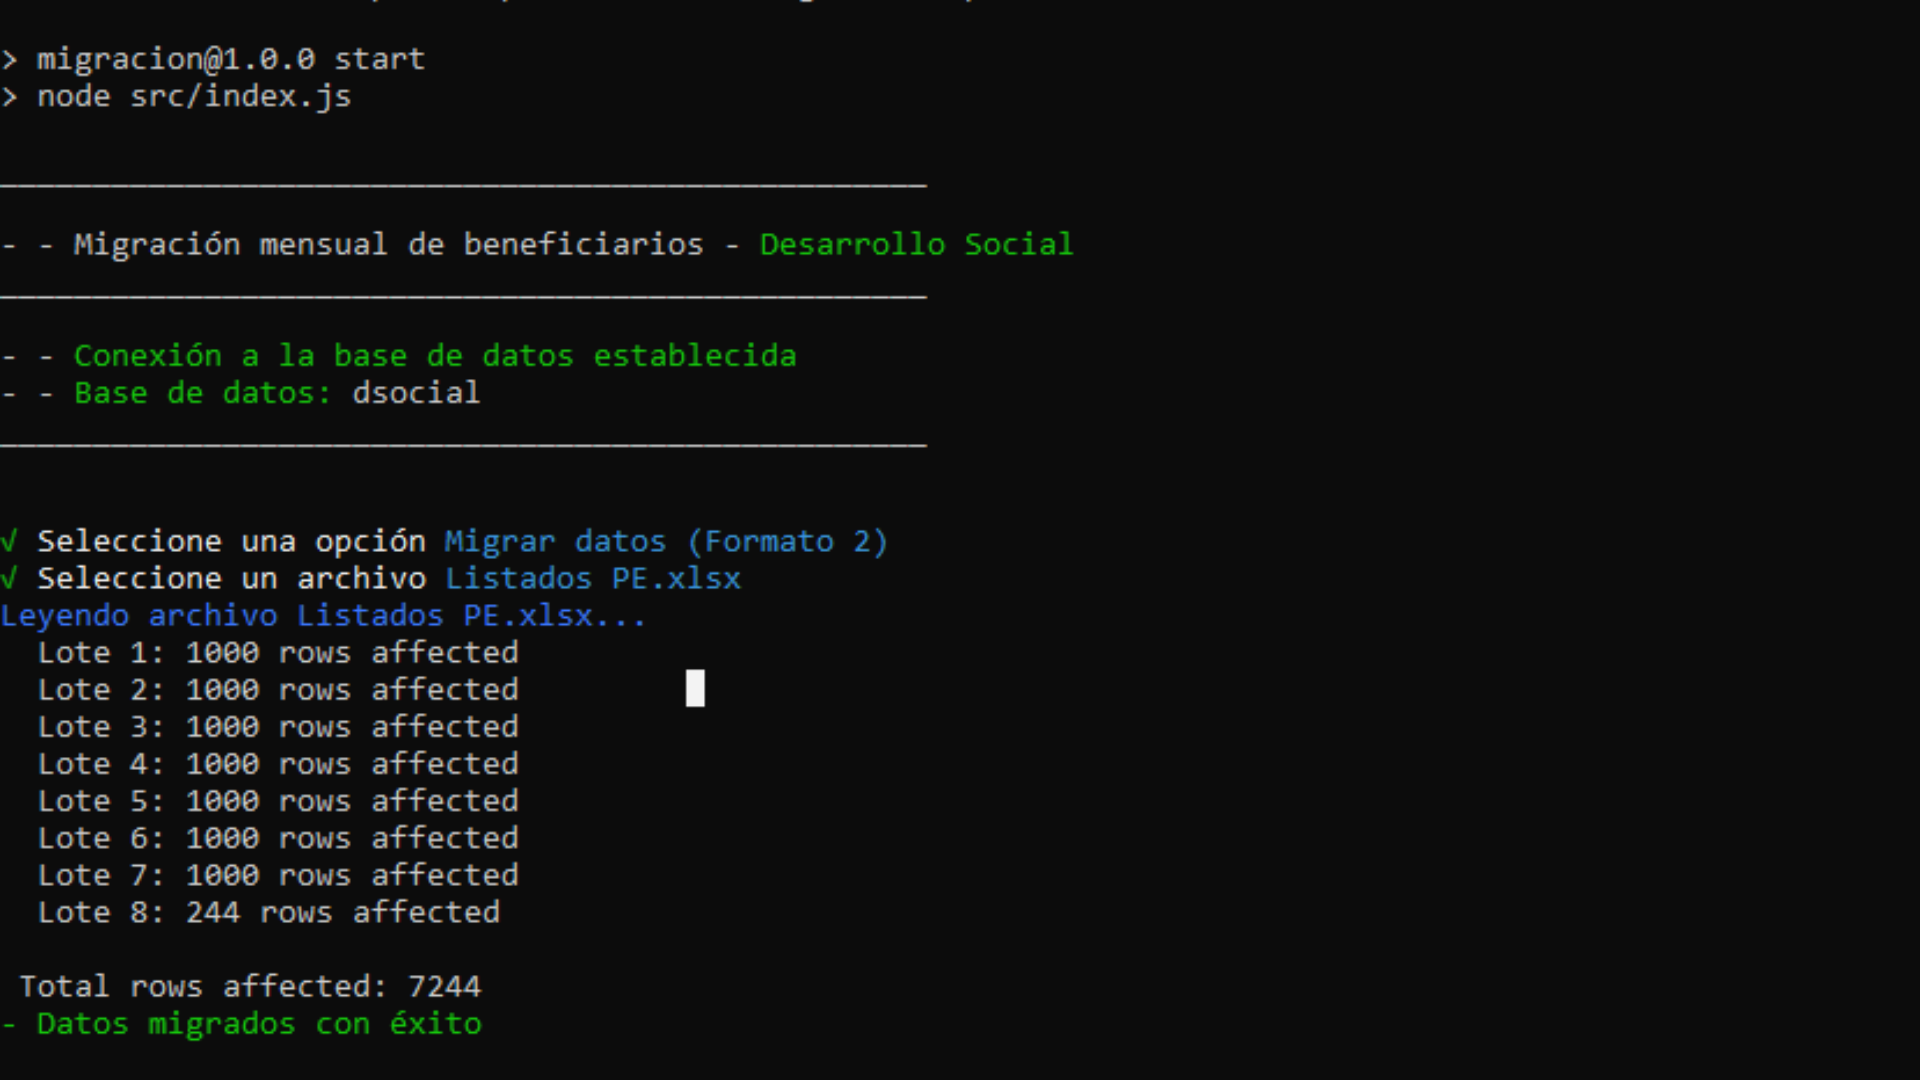 > migracion@1.0.0 start
> node src/index.js
- - Migración mensual de beneficiarios - Desarrollo Social
- - Conexión a la base de datos establecida
- - Base de datos: dsocial
√ Seleccione una opción Migrar datos (Formato 2)
√ Seleccione un archivo Listados PE.xlsx
Leyendo archivo Listados PE.xlsx...
Lote 1: 1000 rows affected
Lote 2: 1000 rows affected
Lote 3: 1000 rows affected
Lote 4: 1000 rows affected
Lote 5: 1000 rows affected
Lote 6: 1000 rows affected
Lote 7: 1000 rows affected
Lote 8: 244 rows affected
Total rows affected: 7244
- Datos migrados con éxito